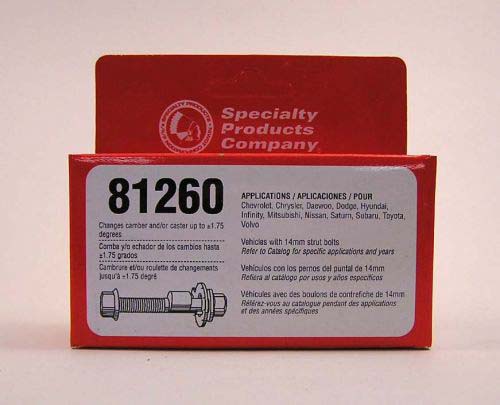 Specialty
Products
Company
81260
Changes camber and/or caster up to ±1.75
degrees
Comba y/o echador de los cambios hasta
±1.75 grados
Cambrure et/ou roulette de changements
jusqu'à ±1.75 degré
APPLICATIONS / APLICACIONES / POUR
Chevrolet, Chrysler, Daewoo, Dodge, Hyundai,
Infinity, Mitsubishi, Nissan, Saturn, Subaru, Toyota,
Volvo
Vehicles with 14mm strut bolts
Refer to Catalog for specific applications and years
Vehículos con los pernos del puntal de 14mm
Refiera al catálogo por usos y años específicos
Véhicules avec des boulons de contrefiche de 14mm
Référez-vous au catalogue pendant des applications
et des années spécifiques